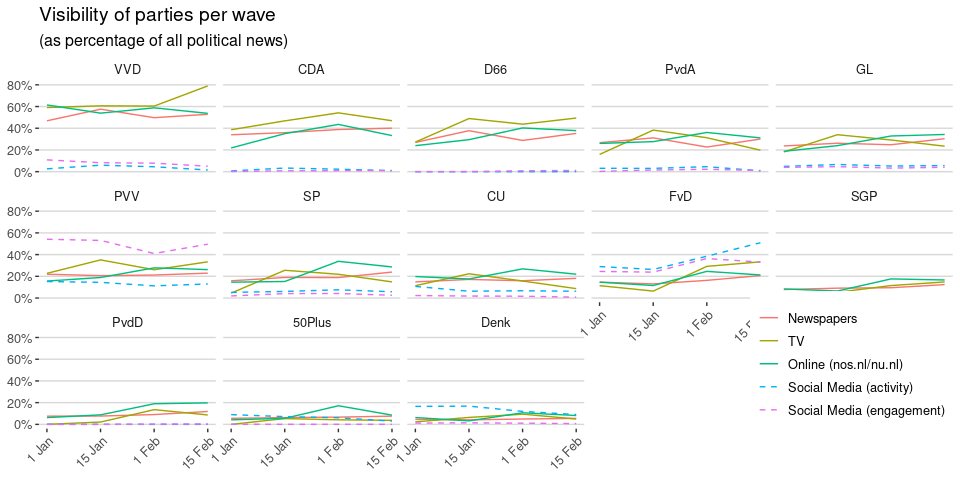 Visibility of parties per wave
(as percentage of all political news)
VVD CDA D66 PvdA GL
80%
60%
40%
20%
0%
PVV SP CU FvD SGP
80%
60%
40%
20%
0%
1 Jan 15 Jan 1 Feb 15
PvdD 50Plus Denk
80%
60%
40%
20%
0%
1 Jan 15 Jan 1 Feb 15 Feb 1 Jan 15 Jan 1 Feb 15 Feb 1 Jan 15 Jan 1 Feb 15 Feb
Newspapers
TV
Online (nos.nl/nu.nl)
Social Media (activity)
Social Media (engagement)